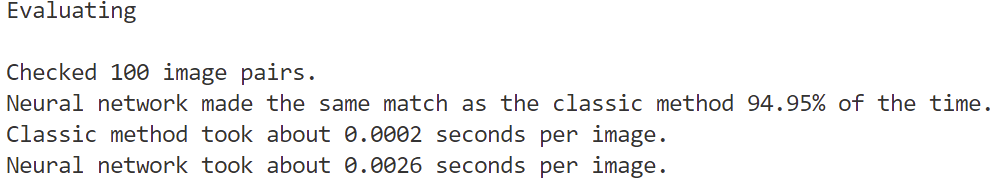 Evaluating
Checked 100 image pairs.
Neural network made the same match as the classic method 94.95% of the time.
Classic method took about 0.0002 seconds per image.
Neural network took about 0.0026 seconds per image.